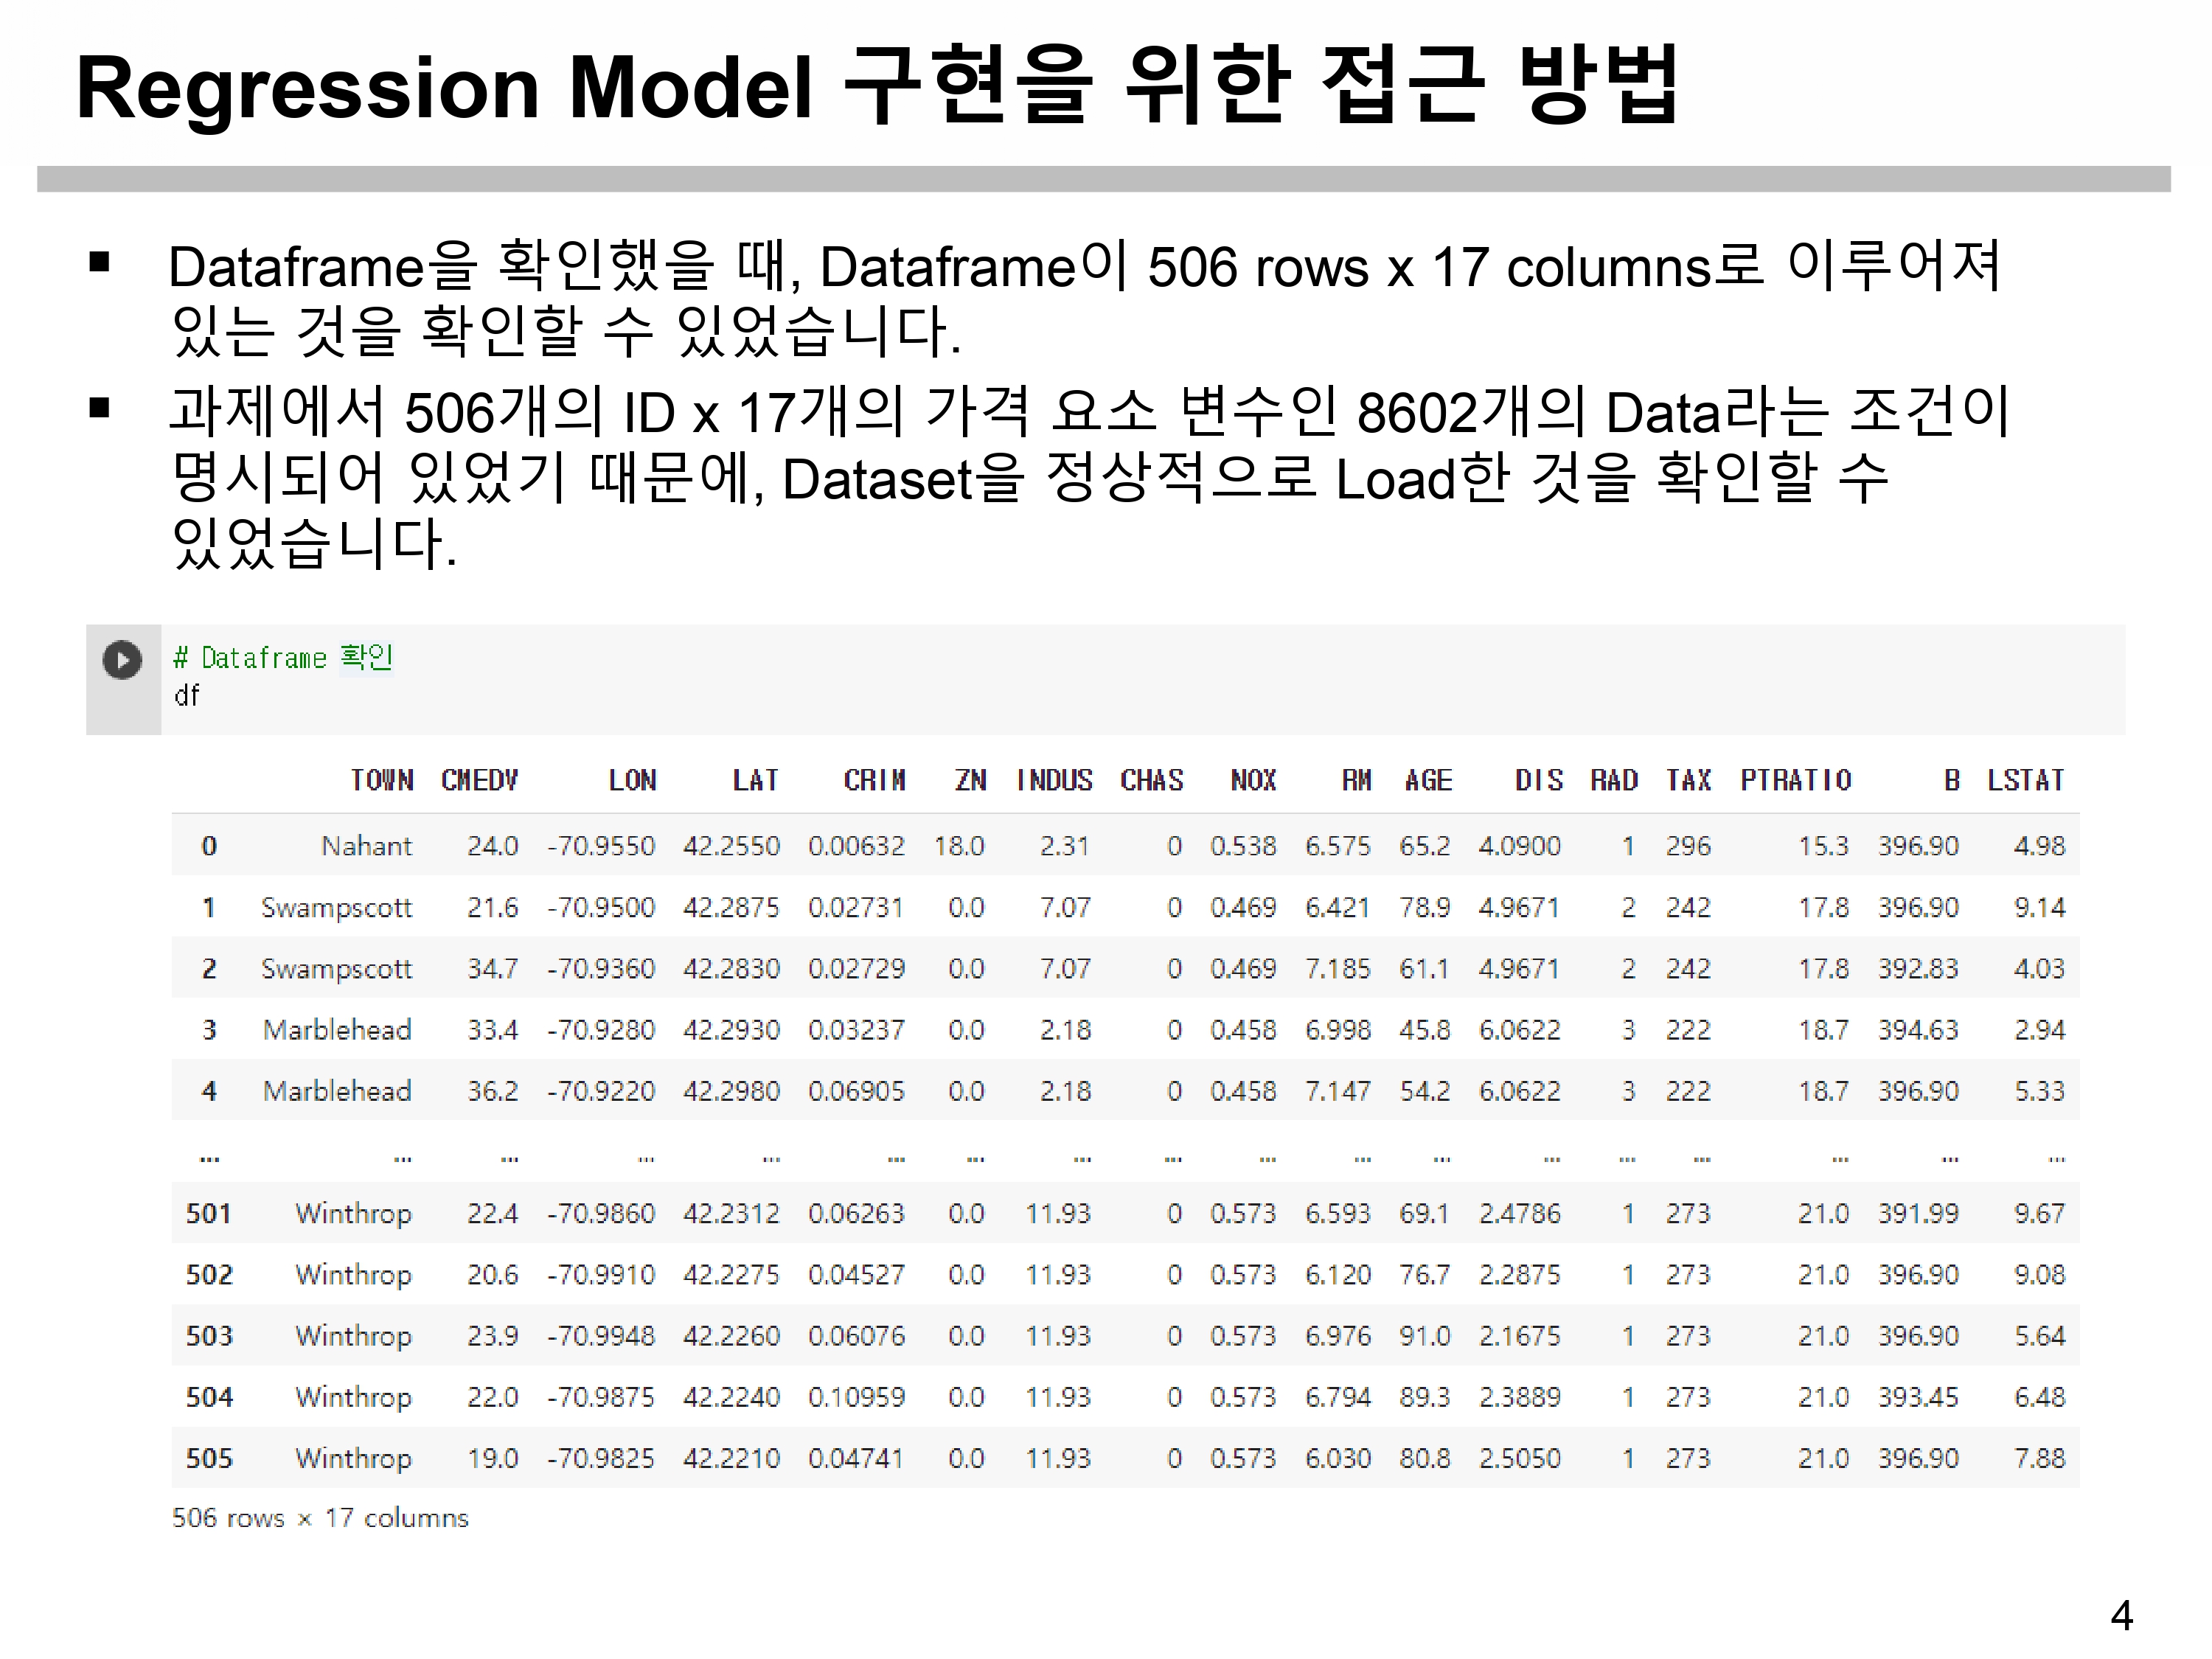 Regression Model 구현을 위한 접근 방법
▪ Dataframe을 확인했을 때, Dataframe이 506 rows x 17 columns로 이루어져
있는 것을 확인할 수 있었습니다.
▪ 과제에서 506개의 ID x 17개의 가격 요소 변수인 8602개의 Data라는 조건이
명시되어 있었기 때문에, Dataset을 정상적으로 Load한 것을 확인할 수
있었습니다.
# Dataframe 확인
df
TOWN CMEDV LON LAT CRIM ZN INDUS CHAS NOX RM AGE DIS RAD TAX PTRATIO B LSTAT
0 Nahant 24.0 -70.9550 42.2550 0.00632 18.0 2.31 0 0.538 6.575 65.2 4.0900 1 296 15.3 396.90 4.98
1 Swampscott 21.6 -70.9500 42.2875 0.02731 0.0 7.07 0 0.469 6.421 78.9 4.9671 2 242 17.8 396.90 9.14
2 Swampscott 34.7 -70.9360 42.2830 0.02729 0.0 7.07 0 0.469 7.185 61.1 4.9671 2 242 17.8 392.83 4.03
3 Marblehead 33.4 -70.9280 42.2930 0.03237 0.0 2.18 0 0.458 6.998 45.8 6.0622 3 222 18.7 394.63 2.94
4 Marblehead 36.2 -70.9220 42.2980 0.06905 0.0 2.18 0 0.458 7.147 54.2 6.0622 3 222 18.7 396.90 5.33
... ... ... ... ... ... ... ... ... ... ... ... ... ... ... ... ... ...
501 Winthrop 22.4 -70.9860 42.2312 0.06263 0.0 11.93 0 0.573 6.593 69.1 2.4786 1 273 21.0 391.99 9.67
502 Winthrop 20.6 -70.9910 42.2275 0.04527 0.0 11.93 0 0.573 6.120 76.7 2.2875 1 273 21.0 396.90 9.08
503 Winthrop 23.9 -70.9948 42.2260 0.06076 0.0 11.93 0 0.573 6.976 91.0 2.1675 1 273 21.0 396.90 5.64
504 Winthrop 22.0 -70.9875 42.2240 0.10959 0.0 11.93 0 0.573 6.794 89.3 2.3889 1 273 21.0 393.45 6.48
505 Winthrop 19.0 -70.9825 42.2210 0.04741 0.0 11.93 0 0.573 6.030 80.8 2.5050 1 273 21.0 396.90 7.88
506 rows × 17 columns
4